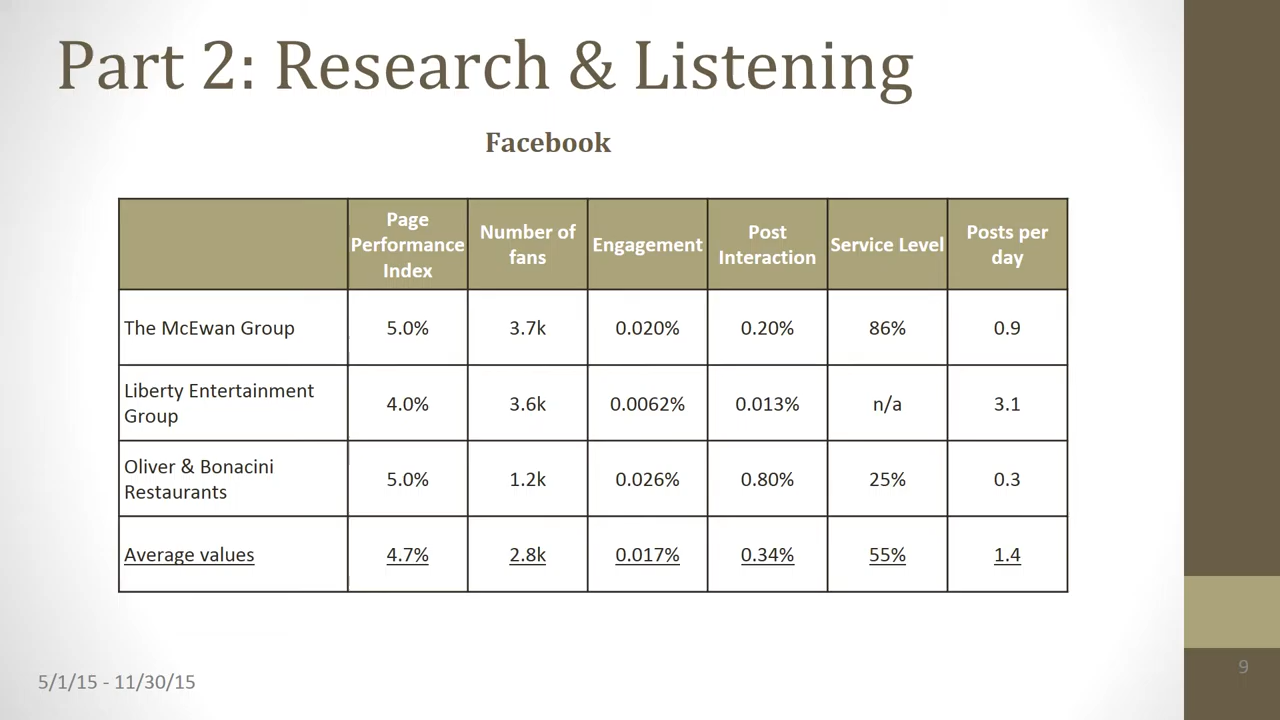 Part 2: Research & Listening
Facebook
Page Performance Index
Number of fans
Engagement
Post Interaction
Service Level
Posts per day
The McEwan Group 5.0% 3.7k 0.020% 0.20% 86% 0.9
Liberty Entertainment Group 4.0% 3.6k 0.0062% 0.013% n/a 3.1
Oliver & Bonacini Restaurants 5.0% 1.2k 0.026% 0.80% 25% 0.3
Average values 4.7% 2.8k 0.017% 0.34% 55% 1.4
5/1/15 - 11/30/15
9